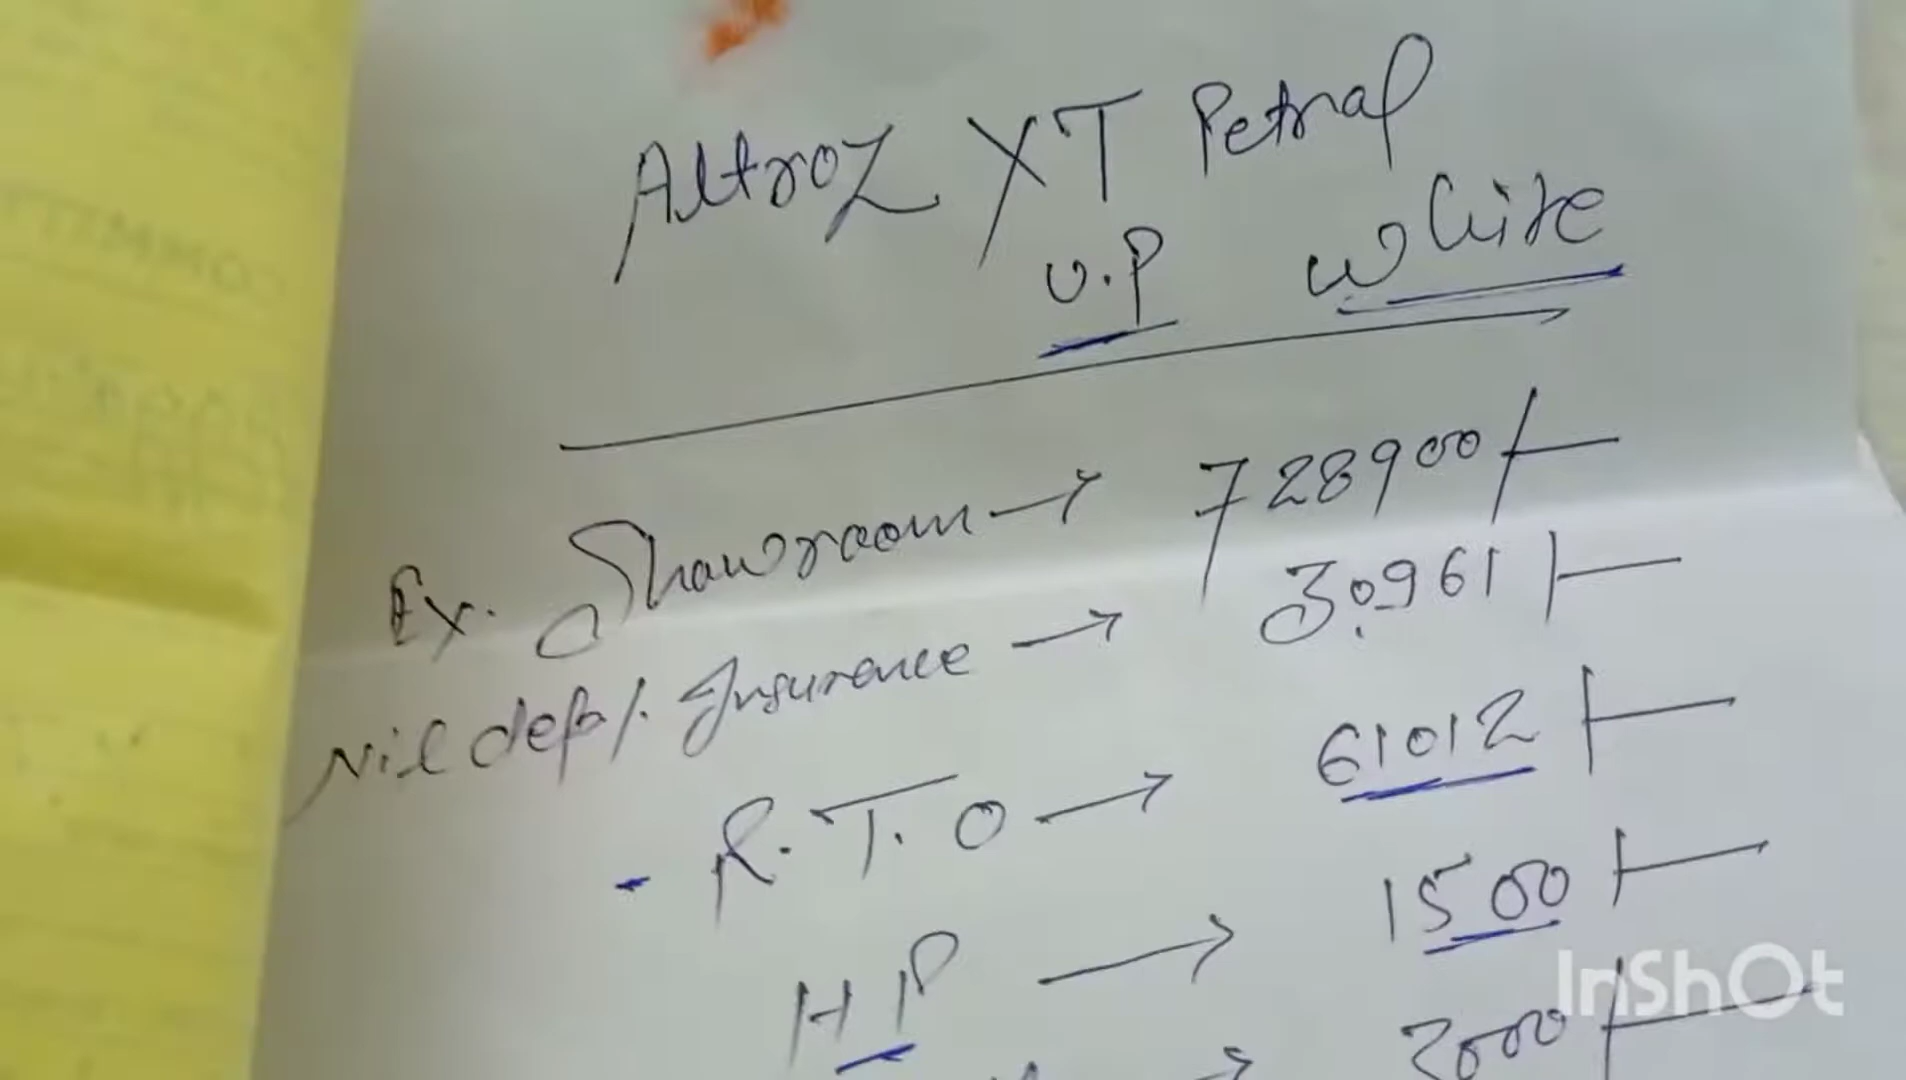 Altroz XT Petrol
U.P White
Ex. Showroom → 728900/-
Nil dep/. Insurance → 30961/-
- R.T.O → 61012/-
HP → 1500/-
→ 2000/-
InShOt